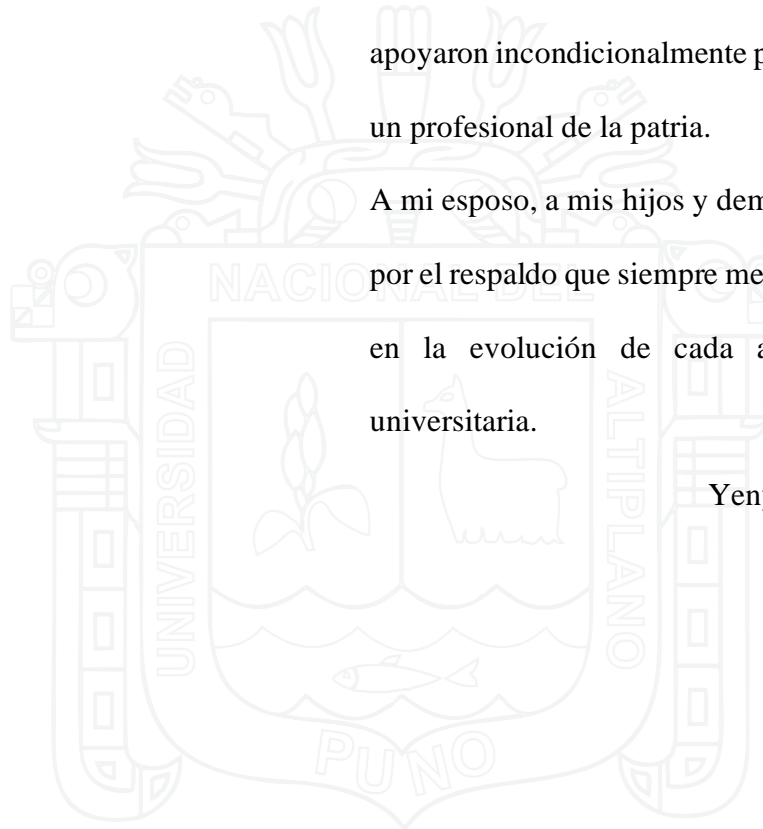 apoyaron incondicionalmente
un profesional de la patria.
A mi esposo, a mis hijos y
por el respaldo que siempre me
en la evolución de cada
universitaria.
NACIONAL DEL
UNIVERSIDAD
ALTIPLANO
PUNO